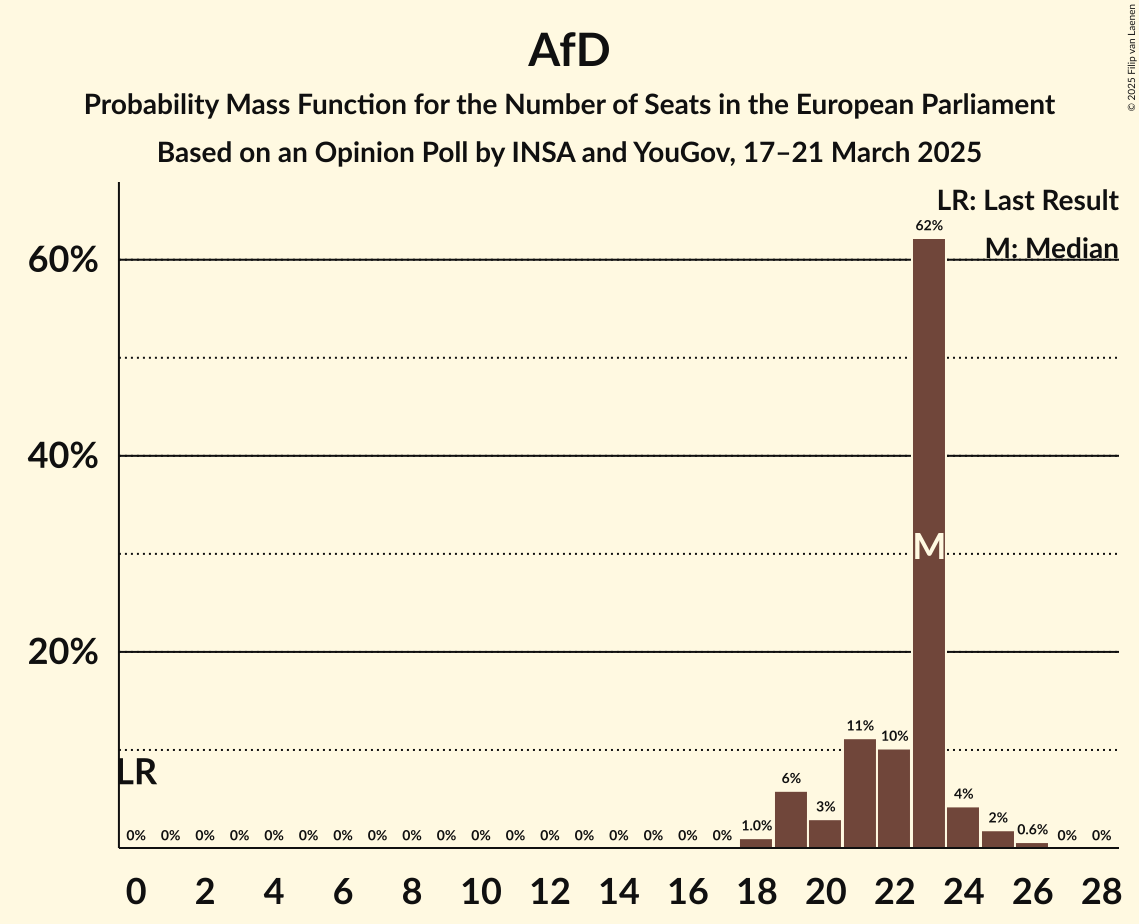 AfD
Probability Mass Function for the Number of Seats in the European Parliament
Based on an Opinion Poll by INSA and YouGov, 17–21 March 2025
© 2025 Filip van Laenen
LR: Last Result
M: Median
62%
60%
40%
M
20%
11%
10%
LR
6%
4%
3%
2%
1.0%
0.6%
0% 0% 0% 0% 0% 0% 0% 0% 0% 0% 0% 0% 0% 0% 0% 0% 0% 0% 0% 0%
0 2 4 6 8 10 12 14 16 18 20 22 24 26 28